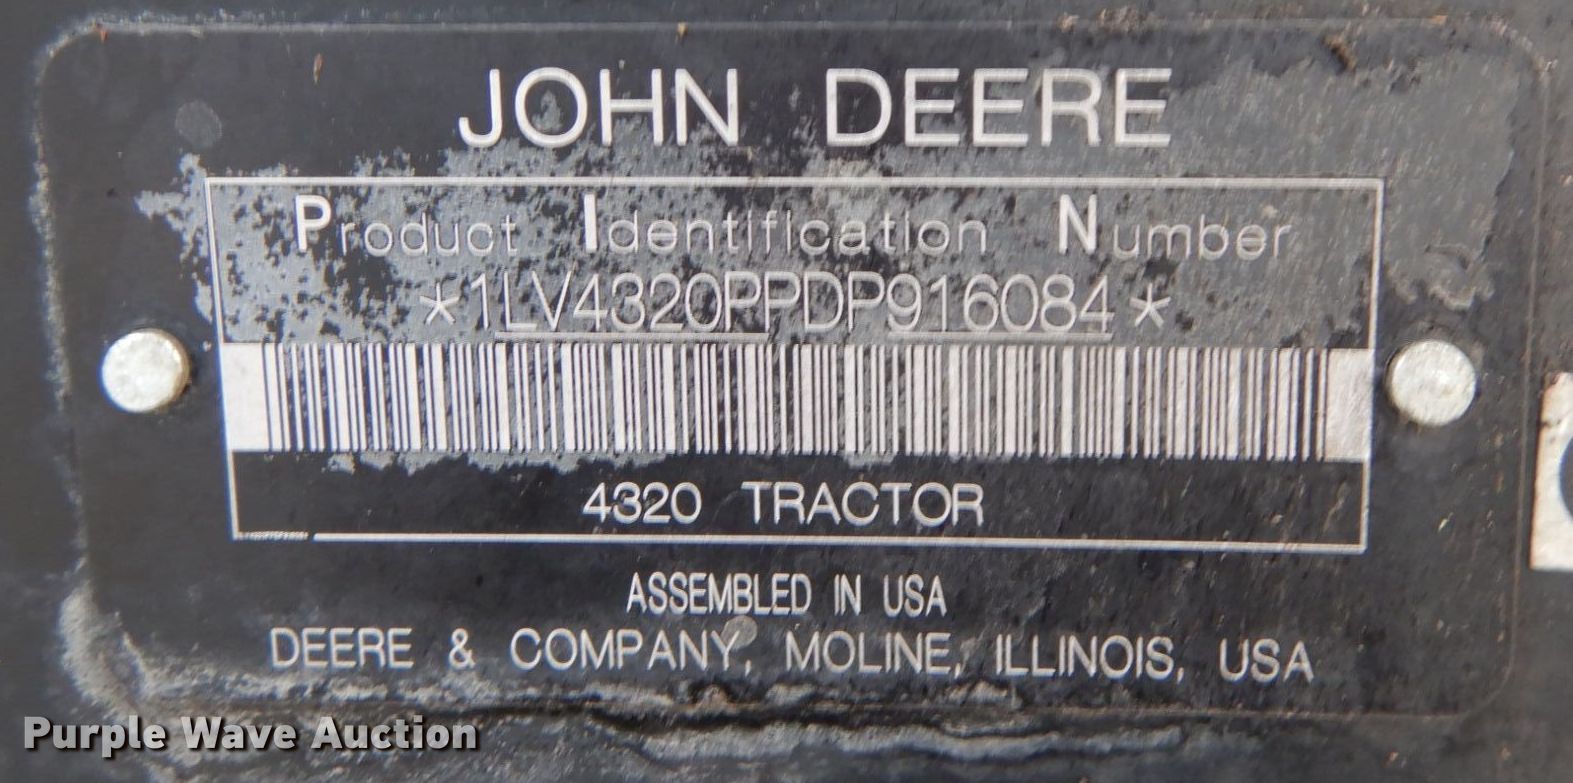 JOHN DEERE
Product Identification Number
*1LV4320PPDP916084*
4320 TRACTOR
ASSEMBLED IN USA
DEERE & COMPANY, MOLINE, ILLINOIS, USA
Purple Wave Auction